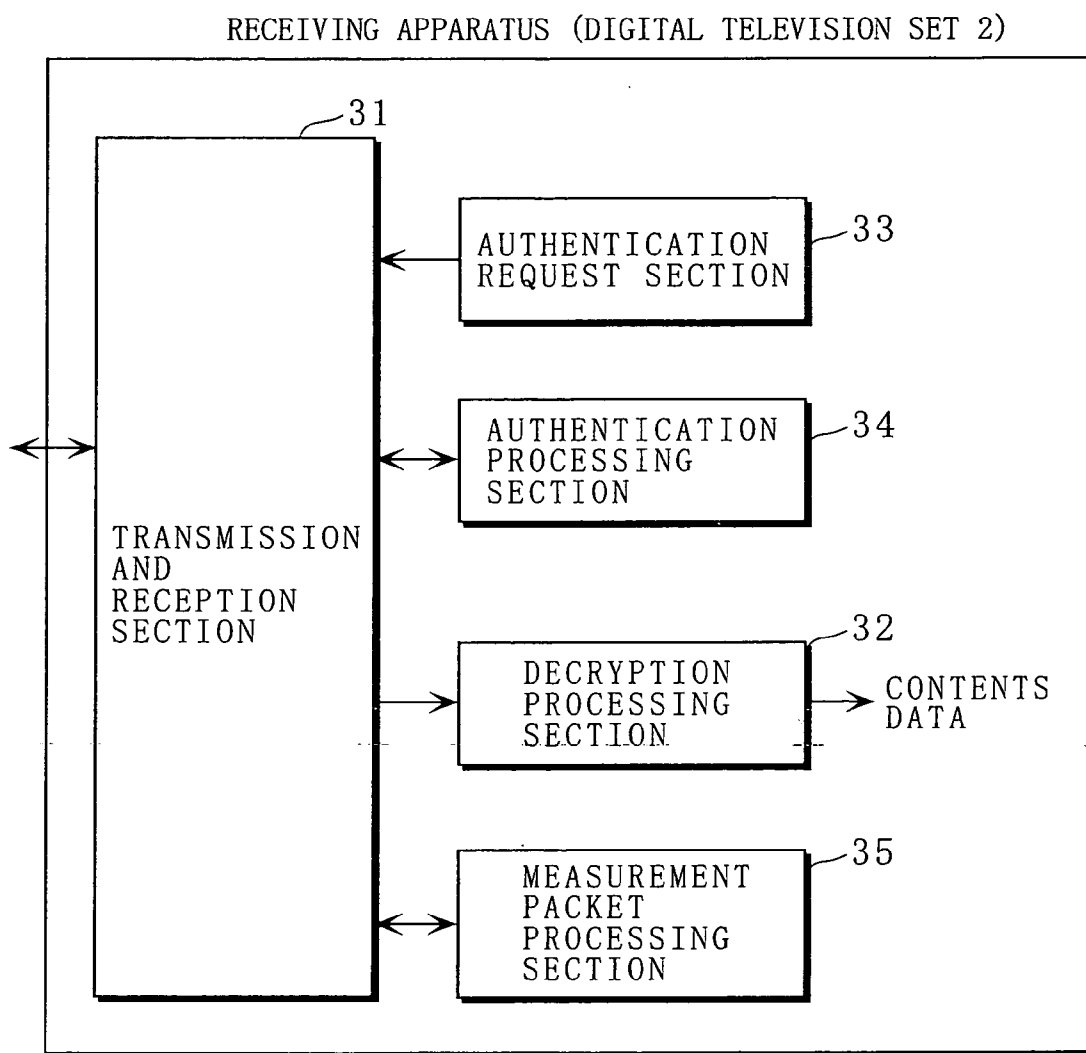 RECEIVING APPARATUS (DIGITAL TELEVISION SET 2)
31
AUTHENTICATION
REQUEST SECTION
33
AUTHENTICATION
PROCESSING
SECTION
34
TRANSMISSION
AND
RECEPTION
SECTION
DECRYPTION
PROCESSING
SECTION
32
CONTENTS
DATA
MEASUREMENT
PACKET
PROCESSING
SECTION
35